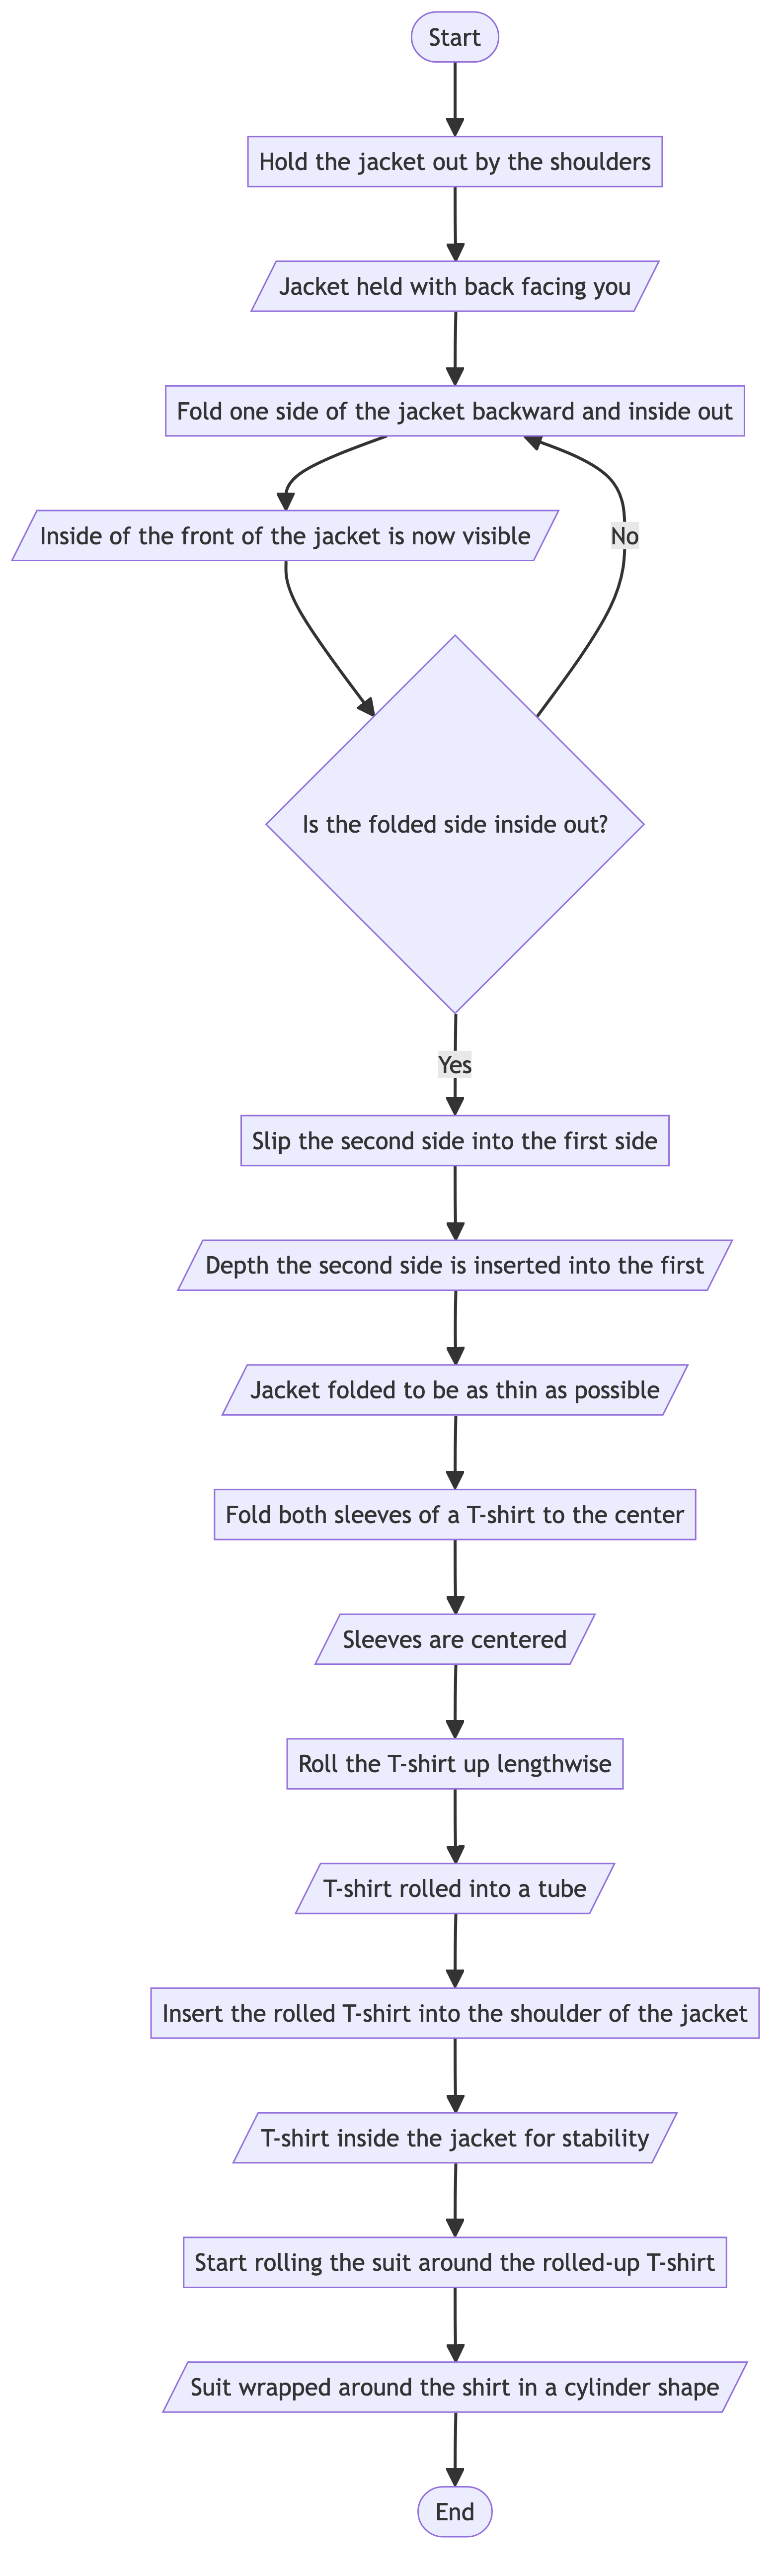 Start
Hold the jacket out by the shoulders
Jacket held with back facing you
Fold one side of the jacket backward and inside out
Inside of the front of the jacket is now visible
No
Is the folded side inside out?
Yes
Slip the second side into the first side
Depth the second side is inserted into the first
Jacket folded to be as thin as possible
Fold both sleeves of a T-shirt to the center
Sleeves are centered
Roll the T-shirt up lengthwise
T-shirt rolled into a tube
Insert the rolled T-shirt into the shoulder of the jacket
T-shirt inside the jacket for stability
Start rolling the suit around the rolled-up T-shirt
Suit wrapped around the shirt in a cylinder shape
End